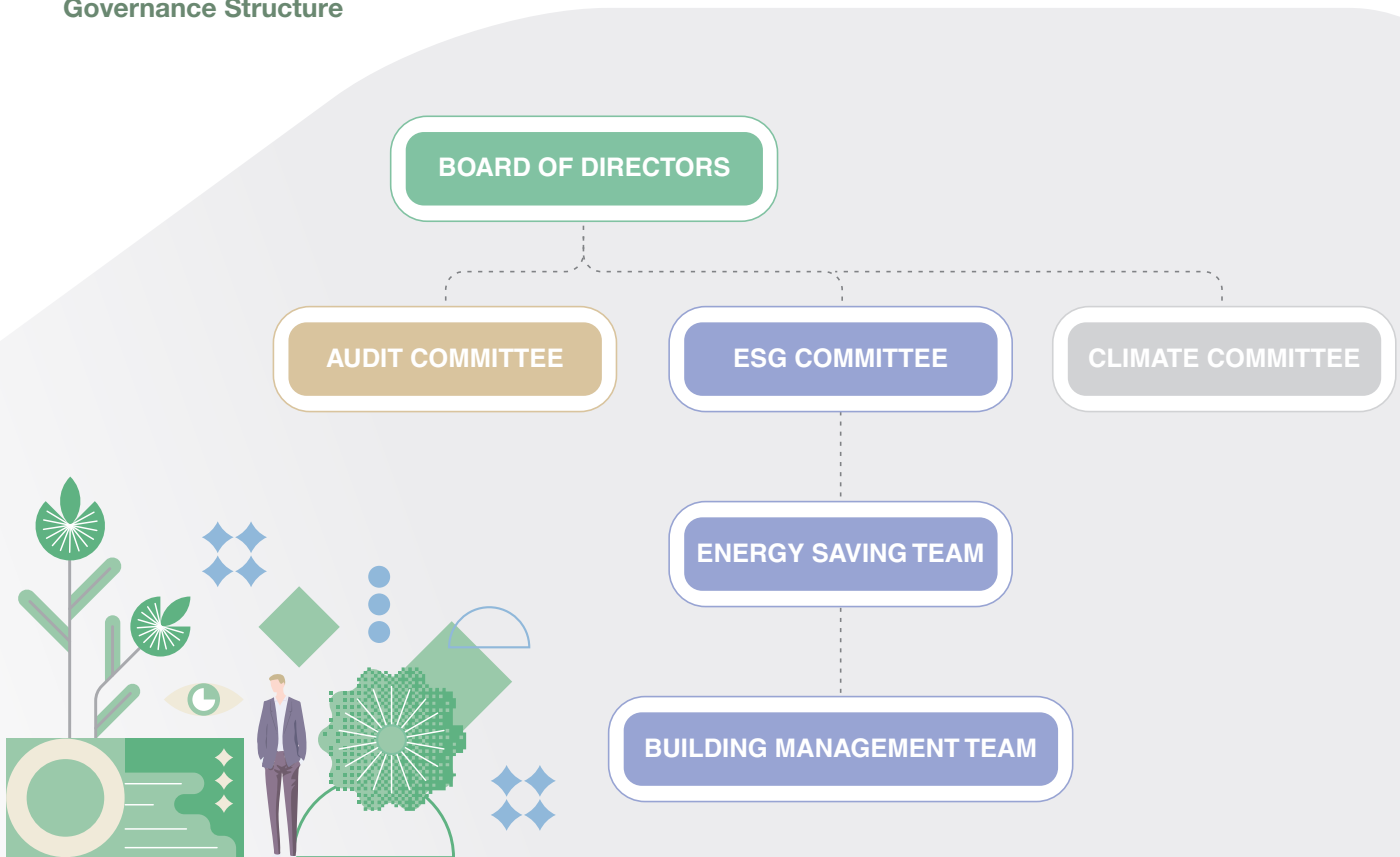 Governance Structure
BOARD OF DIRECTORS
AUDIT COMMITTEE
ESG COMMITTEE
CLIMATE COMMITTEE
ENERGY SAVING TEAM
BUILDING MANAGEMENT TEAM